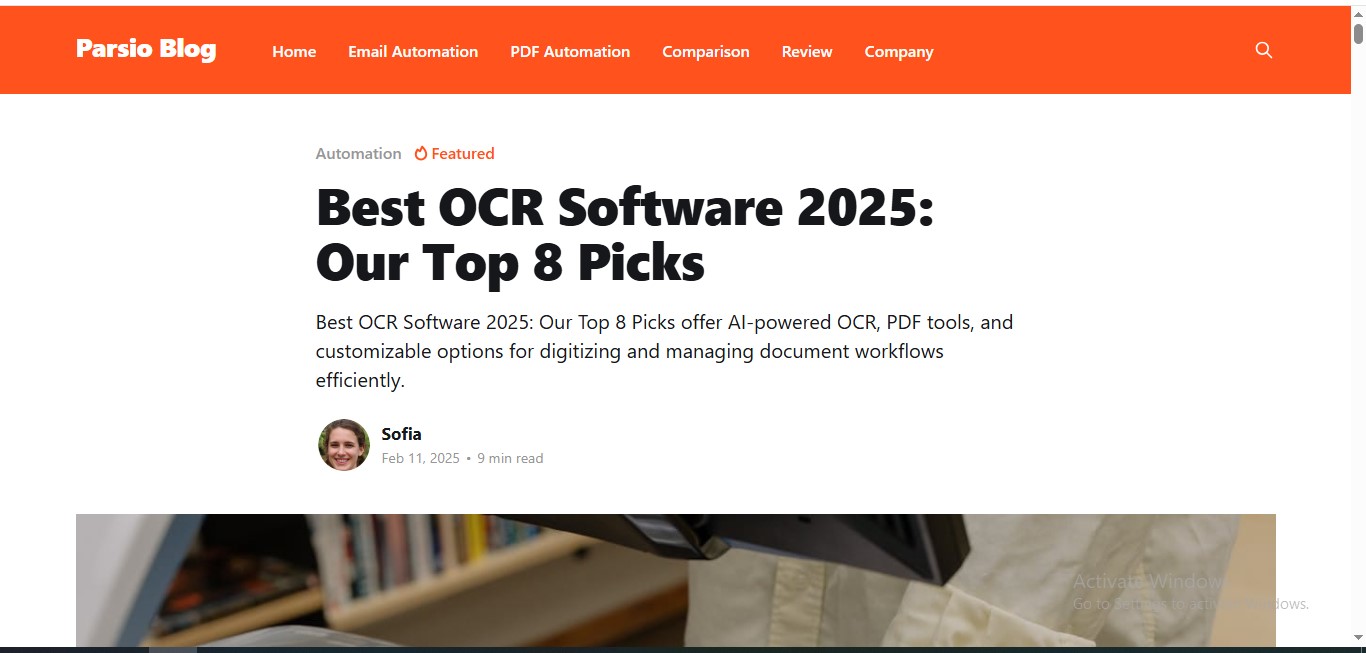 Parsio Blog
Home Email Automation PDF Automation Comparison Review Company
Automation Featured
Best OCR Software 2025:
Our Top 8 Picks
Best OCR Software 2025: Our Top 8 Picks offer AI-powered OCR, PDF tools, and
customizable options for digitizing and managing document workflows
efficiently.
Sofia
Feb 11, 2025 • 9 min read
Activate Windows
Go to Settings to activate Windows.